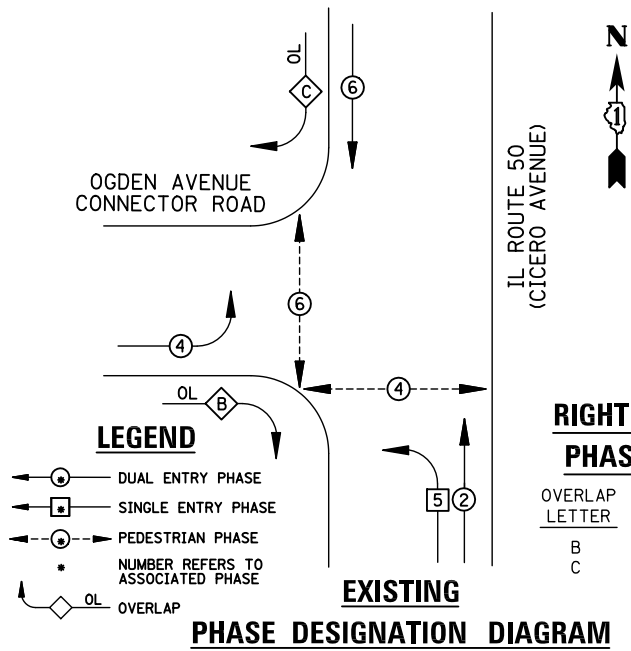 OL
C
6
N
1
OGDEN AVENUE
CONNECTOR ROAD
IL ROUTE 50
(CICERO AVENUE)
6
4
4
OL
B
5
2
LEGEND
* DUAL ENTRY PHASE
* SINGLE ENTRY PHASE
* PEDESTRIAN PHASE
* NUMBER REFERS TO
ASSOCIATED PHASE
OL OVERLAP
RIGHT
PHAS
OVERLAP
LETTER
B
C
EXISTING
PHASE DESIGNATION DIAGRAM